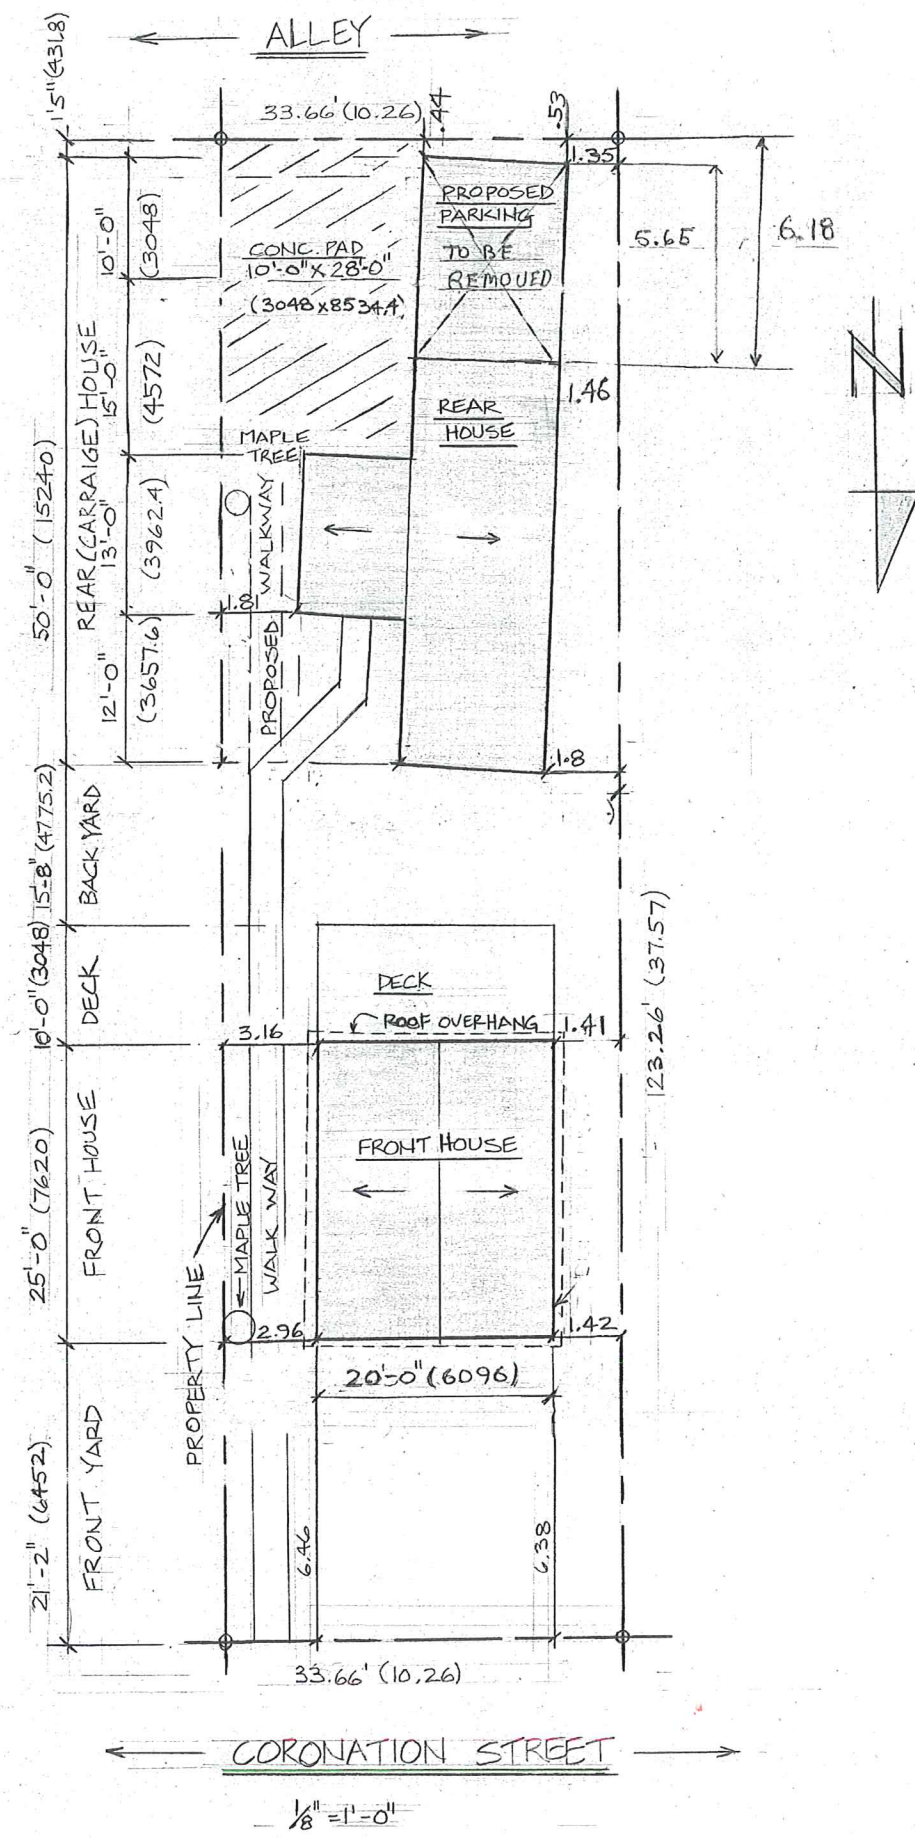 ALLEY
1'5" (431.8)
33.66' (10.26)
.44
.53
1.35
PROPOSED
PARKING
TO BE
REMOVED
5.65
6.18
10'-0"
(3048)
CONC. PAD
10'-0" X 28'-0"
(3048 x 8534.4)
N
REAR (CARRAIGE) HOUSE
50'-0" (15240)
15'-0"
(4572)
1.46
REAR
HOUSE
MAPLE
TREE
13'-0"
(3962.4)
PROPOSED WALKWAY
1.81
12'-0"
(3657.6)
1.8
15'-8" (4775.2)
BACK YARD
10'-0" (3048)
DECK
DECK
ROOF OVERHANG
3.16
1.41
123.26' (37.57)
25'-0" (7620)
FRONT HOUSE
FRONT HOUSE
MAPLE TREE
WALK WAY
PROPERTY LINE
2.96
1.42
20'-0" (6096)
21'-2" (6452)
FRONT YARD
6.46
6.38
33.66' (10.26)
CORONATION STREET
1/8" = 1'-0"